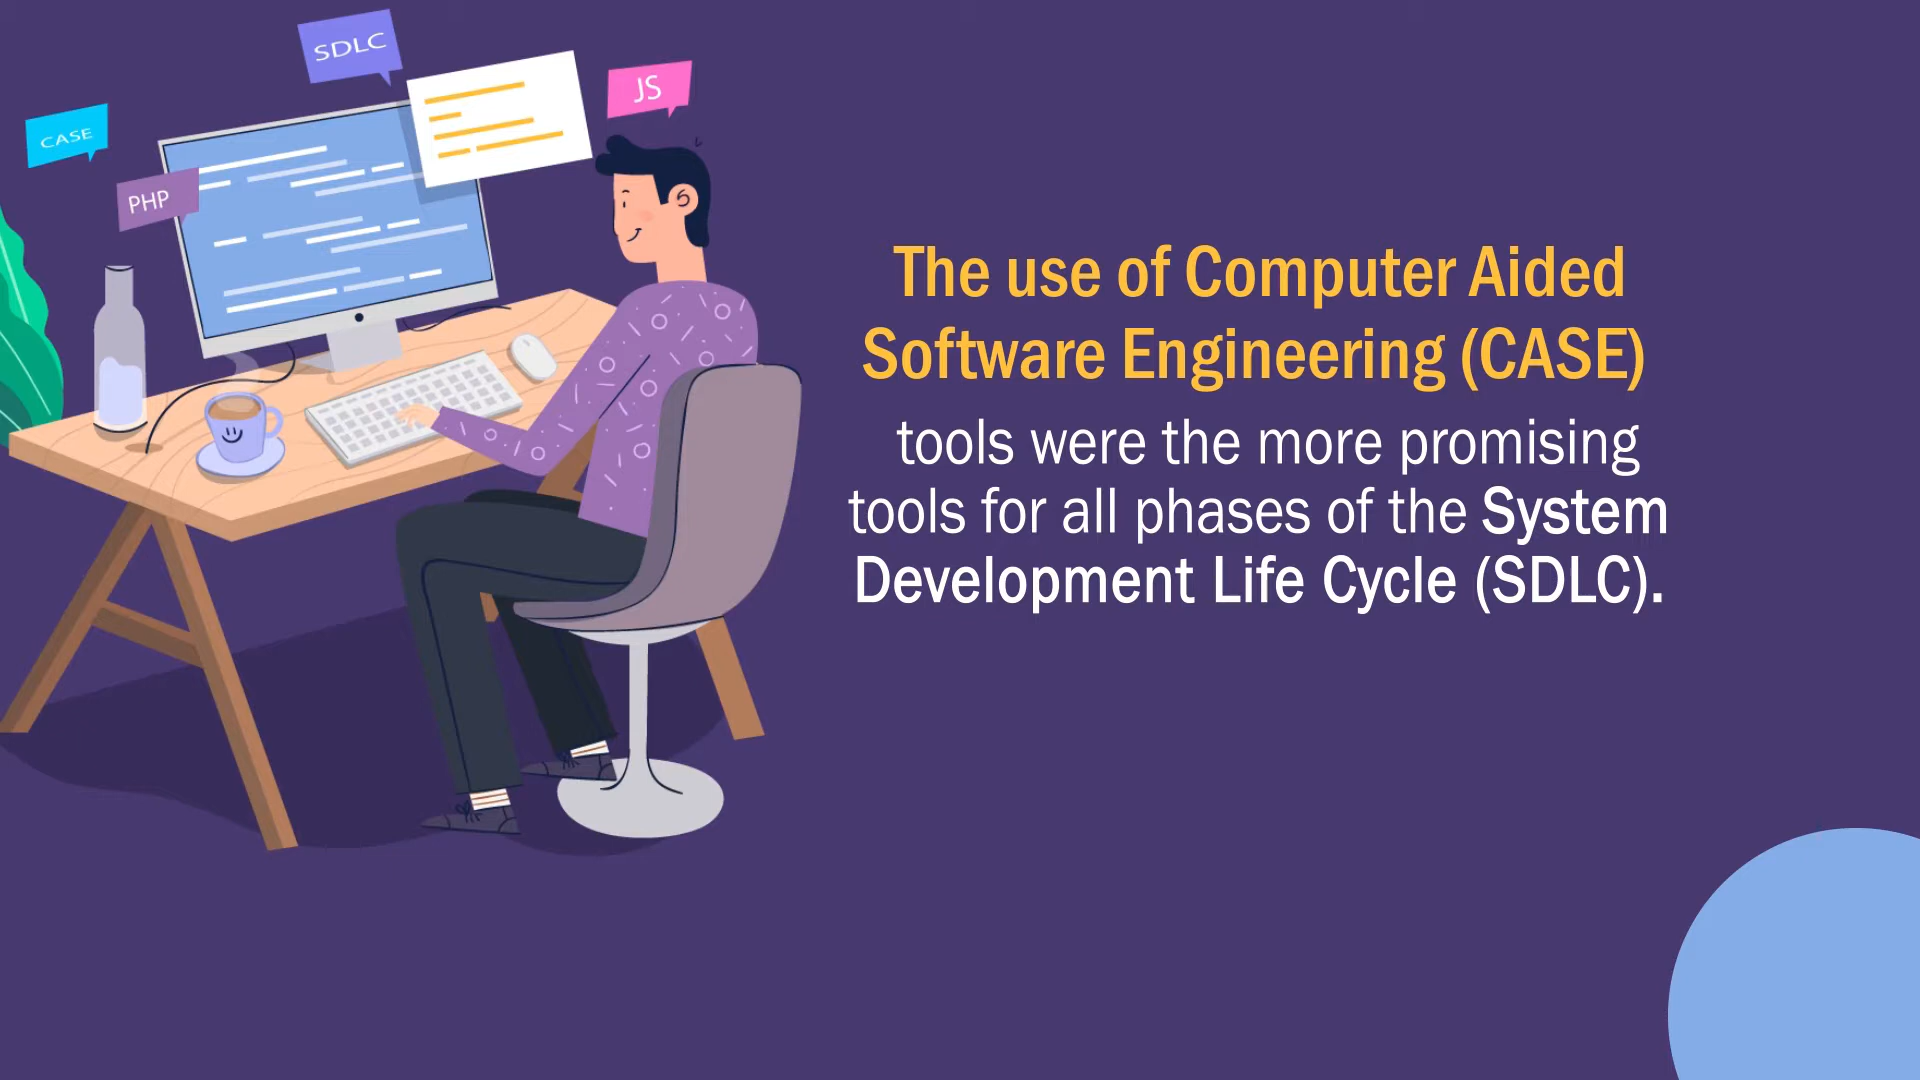 SDLC
JS
CASE
PHP
The use of Computer Aided
Software Engineering (CASE)
tools were the more promising
tools for all phases of the System
Development Life Cycle (SDLC).